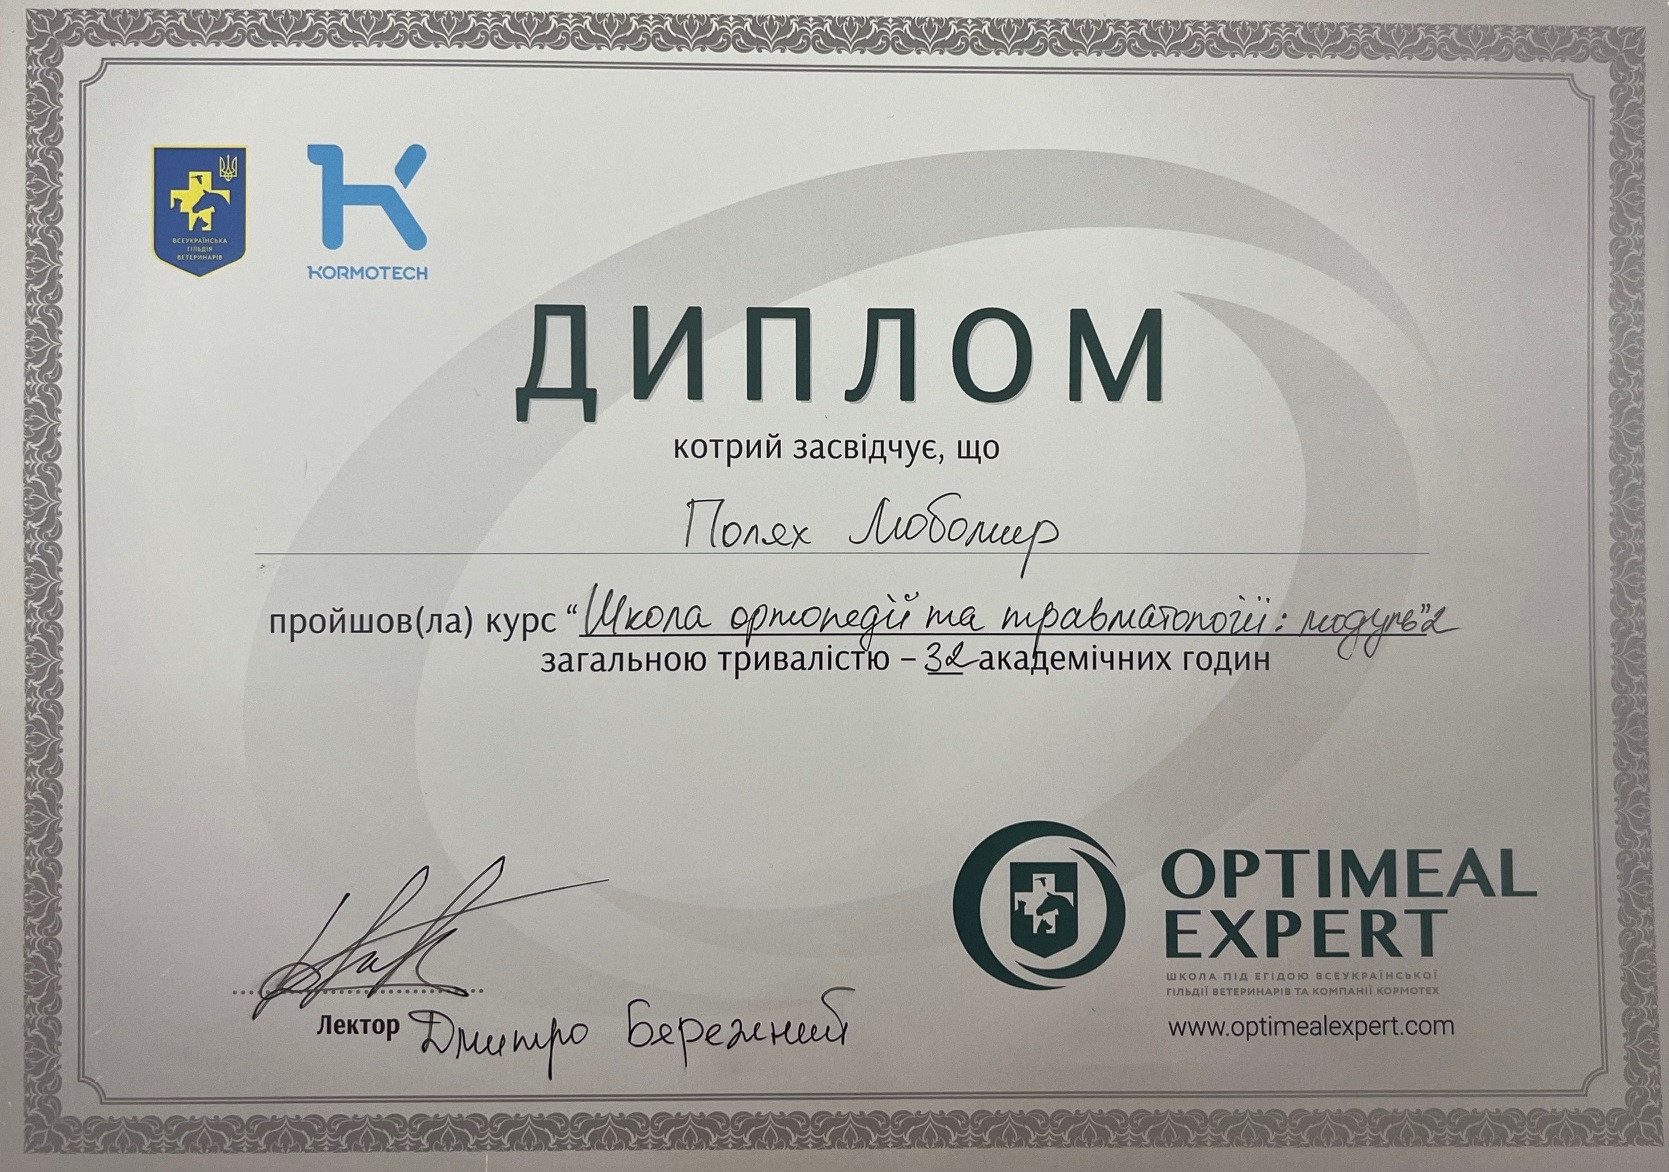 ВСЕУКРАЇНСЬКА
ГІЛЬДІЯ
ВЕТЕРИНАРІВ
KORMOTECH
ДИПЛОМ
котрий засвідчує, що
Полях Любомир
пройшов(ла) курс "Школа ортопедії та травматології: модуль 2"
загальною тривалістю – 32 академічних годин
OPTIMEAL
EXPERT
ШКОЛА ПІД ЕГІДОЮ ВСЕУКРАЇНСЬКОЇ
ГІЛЬДІЇ ВЕТЕРИНАРІВ ТА КОМПАНІЇ КОРМОТЕХ
www.optimealexpert.com
Лектор Дмитро Бережний